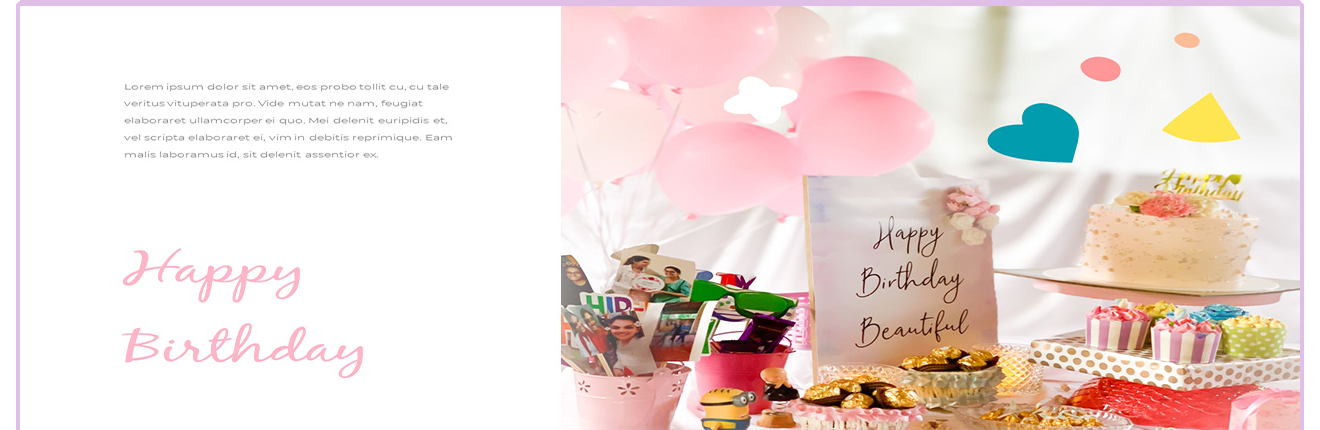 Lorem ipsum dolor sit amet, eos probo tollit cu, cu tale
veritus vituperata pro. Vide mutat ne nam, feugiat
elaboraret ullamcorper ei quo. Mei delenit euripidis et,
vel scripta elaboraret ei, vim in debitis reprimique. Eam
malis laboramus id, sit delenit assentior ex.
Happy
Birthday
Happy
Birthday
Happy
Birthday
Beautiful